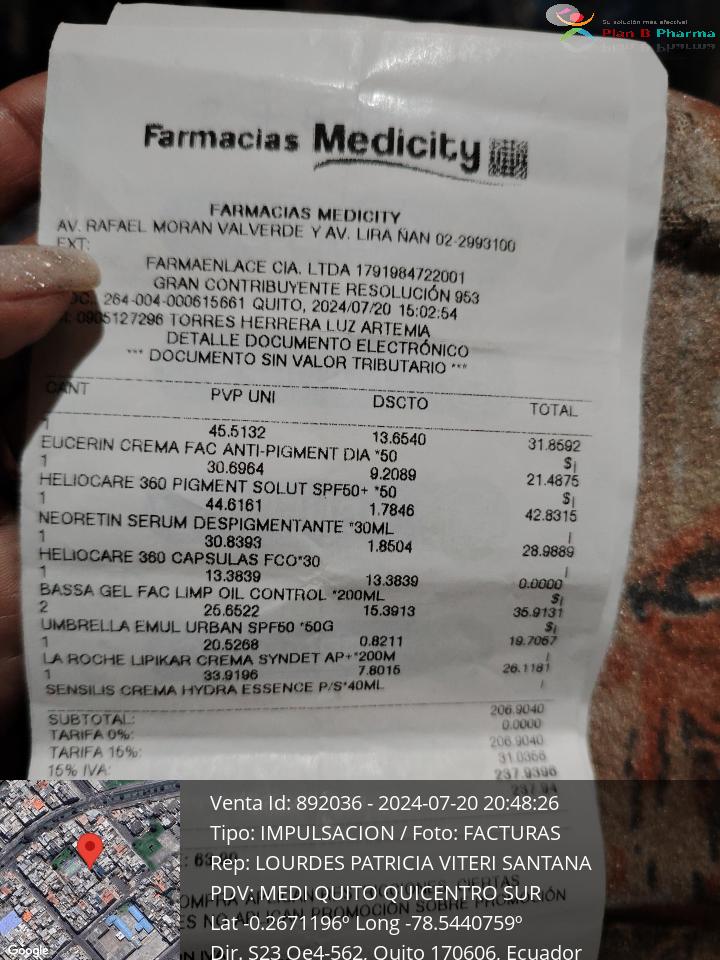 Su solución más efectiva!
Plan B Pharma
Farmacias Medicity
FARMACIAS MEDICITY
AV. RAFAEL MORAN VALVERDE Y AV. LIRA ÑAN 02-2993100
EXT:
FARMAENLACE CIA. LTDA 1791984722001
GRAN CONTRIBUYENTE RESOLUCIÓN 953
264-004-000615661 QUITO, 2024/07/20 15:02:54
0905127296 TORRES HERRERA LUZ ARTEMIA
DETALLE DOCUMENTO ELECTRÓNICO
*** DOCUMENTO SIN VALOR TRIBUTARIO ***
CANT PVP UNI DSCTO TOTAL
1 45.5132 13.6540 31.8592
EUCERIN CREMA FAC ANTI-PIGMENT DIA *50 $¡
1 30.6964 9.2089 21.4875
HELIOCARE 360 PIGMENT SOLUT SPF50+ *50 $¡
1 44.6161 1.7846 42.8315
NEORETIN SERUM DESPIGMENTANTE *30ML ¡
1 30.8393 1.8504 28.9889
HELIOCARE 360 CAPSULAS FCO*30 ¡
1 13.3839 13.3839 0.0000
BASSA GEL FAC LIMP OIL CONTROL *200ML $¡
2 25.6522 15.3913 35.9131
UMBRELLA EMUL URBAN SPF50 *50G $¡
1 20.5268 0.8211 19.7057
LA ROCHE LIPIKAR CREMA SYNDET AP+*200M ¡
1 33.9196 7.8015 26.1181
SENSILIS CREMA HYDRA ESSENCE P/S*40ML ¡
SUBTOTAL: 206.9040
TARIFA 0%: 0.0000
TARIFA 15%: 206.9040
15% IVA: 31.0356
237.9396
237.94
Venta Id: 892036 - 2024-07-20 20:48:26
Tipo: IMPULSACION / Foto: FACTURAS
Rep: LOURDES PATRICIA VITERI SANTANA
PDV: MEDI QUITO QUICENTRO SUR
Lat -0.2671196º Long -78.5440759º
Dir. S23 Oe4-562, Quito 170606, Ecuador
Google